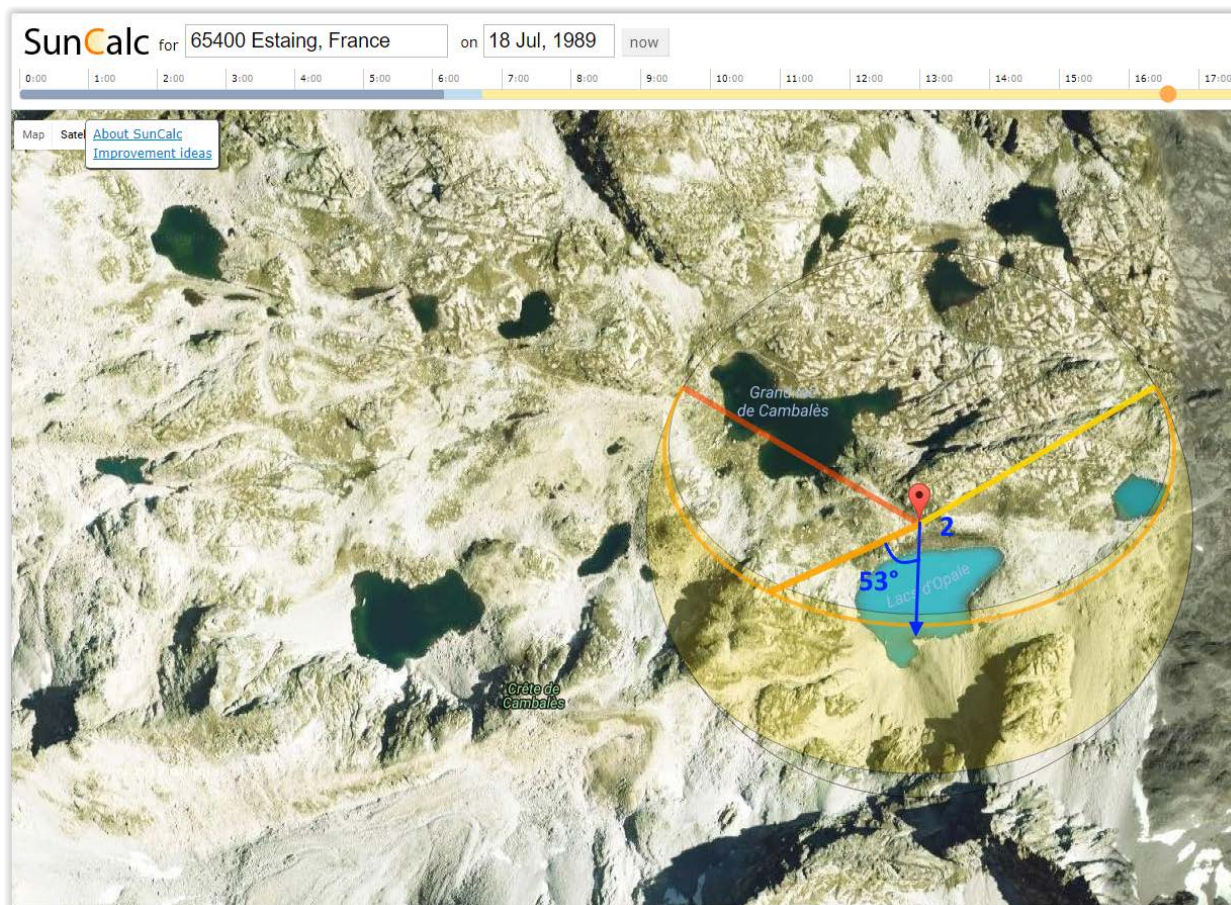 SunCalc for 65400 Estaing, France on 18 Jul, 1989 now
0:00 1:00 2:00 3:00 4:00 5:00 6:00 7:00 8:00 9:00 10:00 11:00 12:00 13:00 14:00 15:00 16:00 17:00
Map Satel
About SunCalc
Improvement ideas
Grand lac
de Cambalès
2
53°
Lacs d'Opale
Crête de
Cambalès